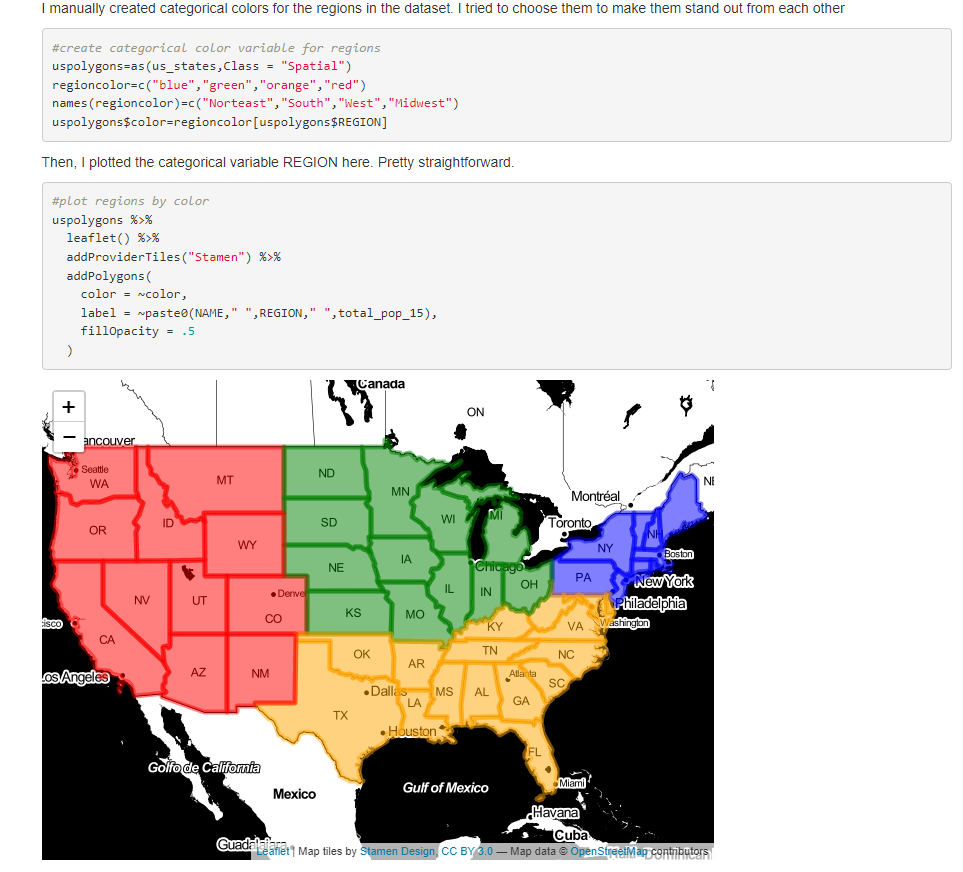 I manually created categorical colors for the regions in the dataset. I tried to choose them to make them stand out from each other
#create categorical color variable for regions
uspolygons=as(us_states,Class = "Spatial")
regioncolor=c("blue","green","orange","red")
names(regioncolor)=c("Norteast","South","West","Midwest")
uspolygons$color=regioncolor[uspolygons$REGION]
Then, I plotted the categorical variable REGION here. Pretty straightforward.
#plot regions by color
uspolygons %>%
leaflet() %>%
addProviderTiles("Stamen") %>%
addPolygons(
color = ~color,
label = ~paste0(NAME," ",REGION," ",total_pop_15),
fillOpacity = .5
)
Canada
+
ON
−
ancouver
Seattle
WA
MT
ND
MN
NB
Montréal
OR
ID
SD
WI
MI
Toronto
WY
NY
NH
Boston
NE
IA
Chicago
PA
New York
NV
UT
Denve
IL
IN
OH
Philadelphia
CO
KS
MO
isco
KY
VA
Washington
CA
TN
NC
AZ
NM
OK
AR
Atlanta
SC
Los Angeles
Dallas
MS
AL
GA
LA
TX
Houston
FL
Golfo de California
Miami
Mexico
Gulf of Mexico
Havana
Cuba
Guadalajara
Leaflet | Map tiles by Stamen Design, CC BY 3.0 — Map data © OpenStreetMap contributors